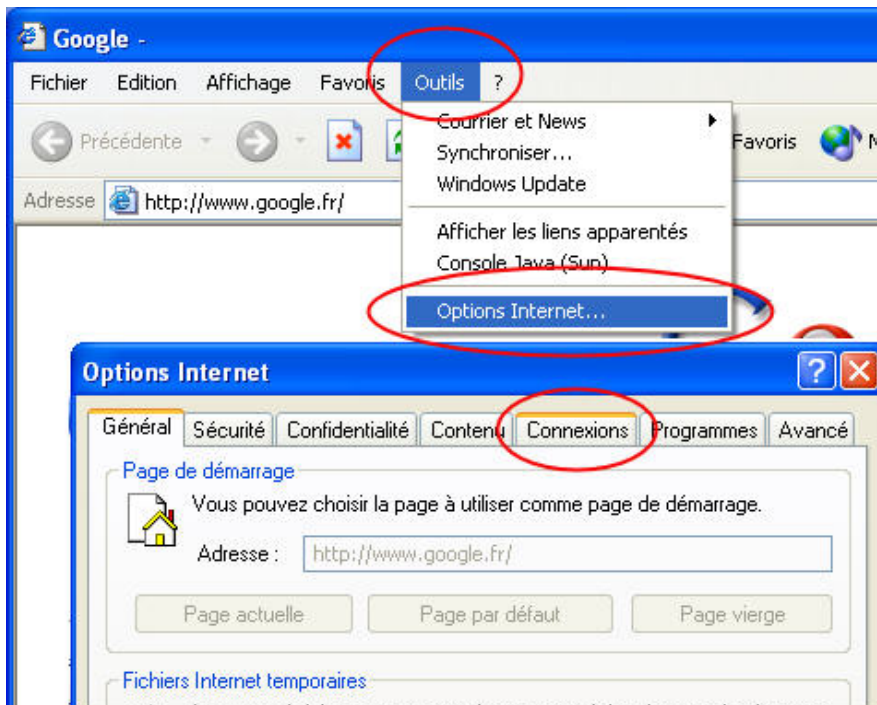 Google -
Fichier Edition Affichage Favoris Outils ?
Précédente
Courrier et News
Favoris
Synchroniser...
Windows Update
Adresse http://www.google.fr/
Afficher les liens apparentés
Console Java (Sun)
Options Internet...
Options Internet
Général Sécurité Confidentialité Contenu Connexions Programmes Avancé
Page de démarrage
Vous pouvez choisir la page à utiliser comme page de démarrage.
Adresse : http://www.google.fr/
Page actuelle Page par défaut Page vierge
Fichiers Internet temporaires